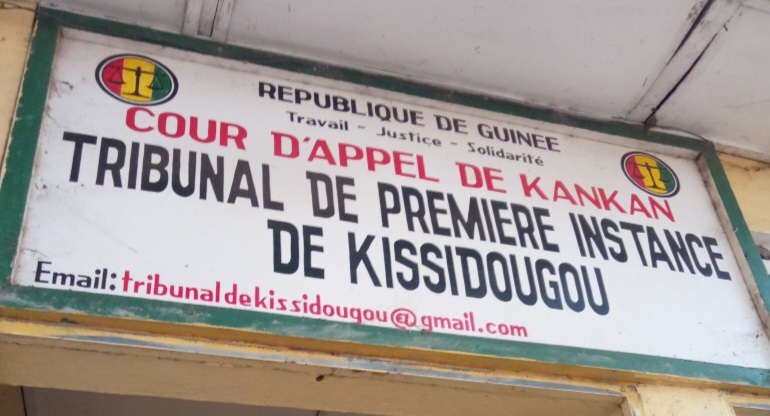 REPUBLIQUE DE GUINEE
Travail - Justice - Solidarité
COUR D'APPEL DE KANKAN
TRIBUNAL DE PREMIERE INSTANCE
DE KISSIDOUGOU
Email: tribunaldekissidougou@gmail.com